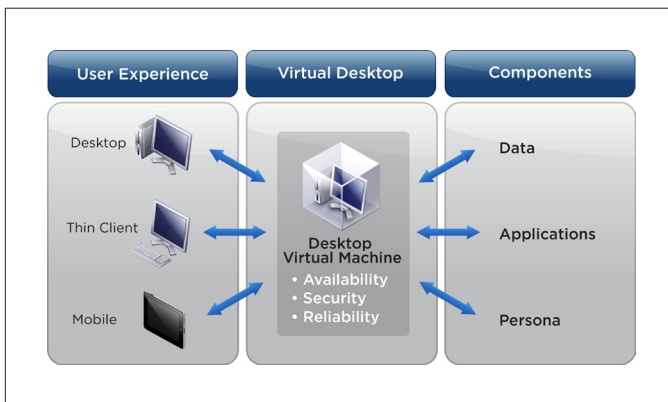 User Experience
Virtual Desktop
Components
Desktop
Thin Client
Mobile
Desktop
Virtual Machine
• Availability
• Security
• Reliability
Data
Applications
Persona